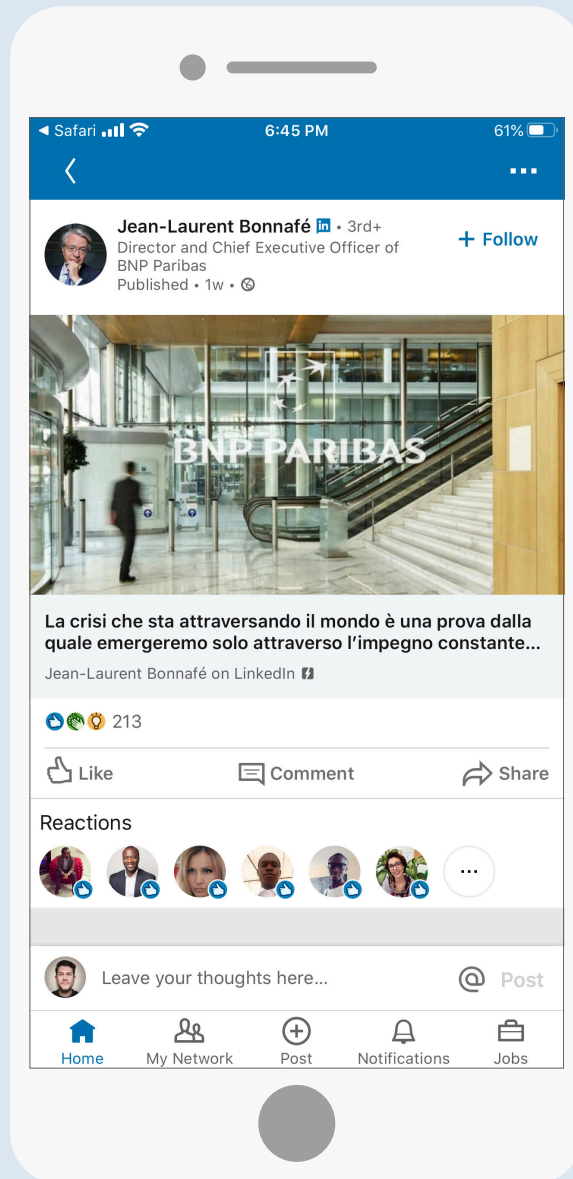 Safari
6:45 PM
61%
Jean-Laurent Bonnafé in • 3rd+
Director and Chief Executive Officer of
BNP Paribas
Published • 1w •
+ Follow
BNP PARIBAS
La crisi che sta attraversando il mondo è una prova dalla
quale emergeremo solo attraverso l'impegno constante...
Jean-Laurent Bonnafé on LinkedIn
213
Like
Comment
Share
Reactions
Leave your thoughts here...
@ Post
Home
My Network
Post
Notifications
Jobs